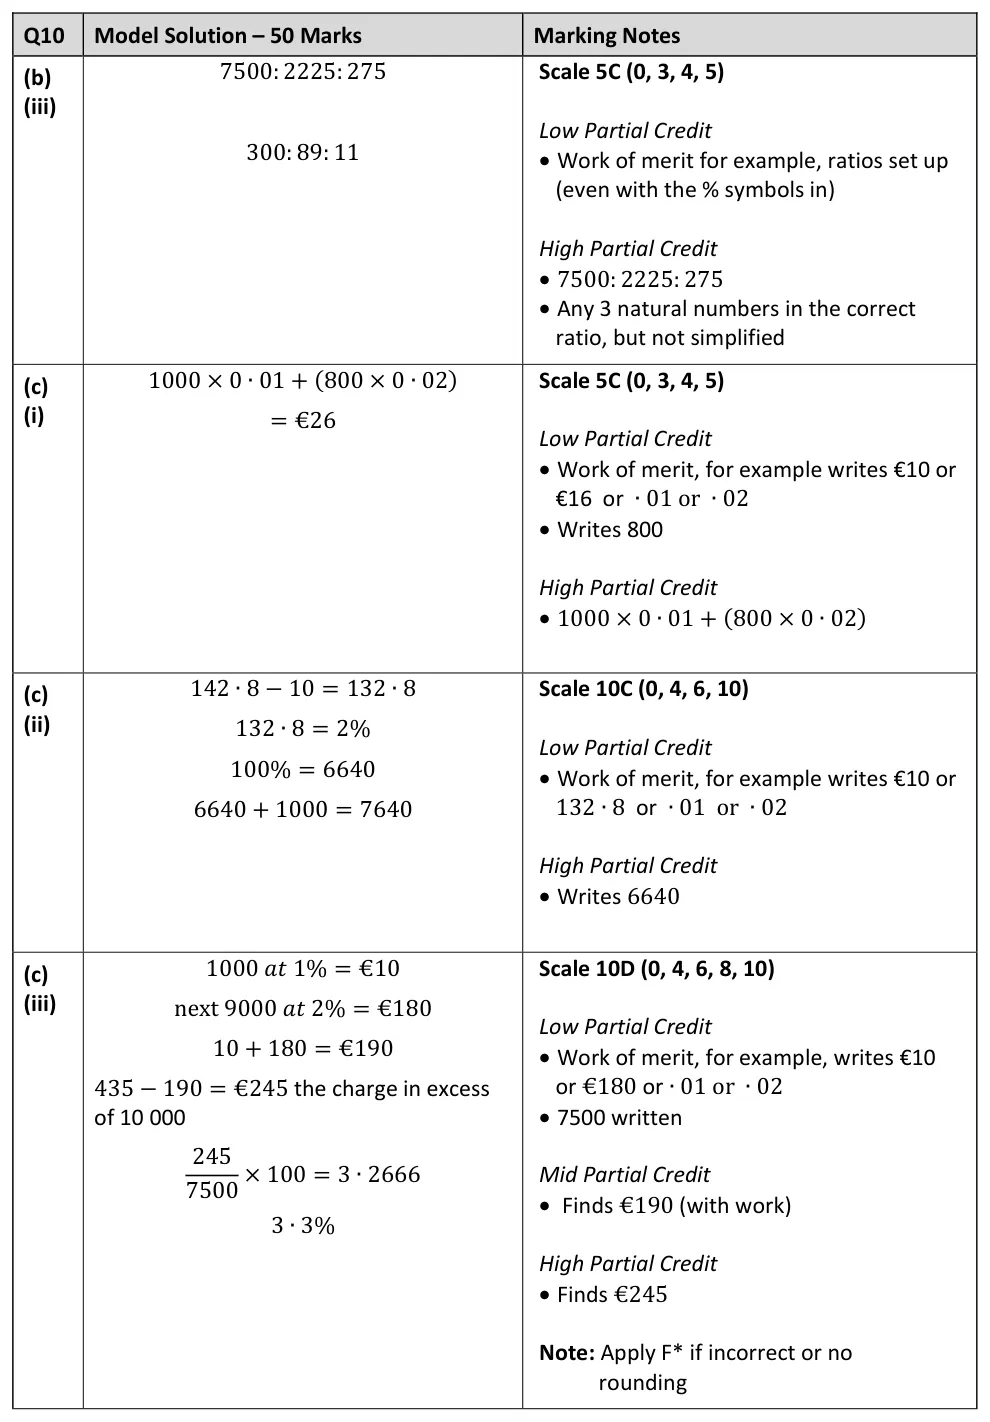 Q10 Model Solution – 50 Marks Marking Notes
(b)
(iii)
7500: 2225: 275
300: 89: 11
Scale 5C (0, 3, 4, 5)
Low Partial Credit
• Work of merit for example, ratios set up
(even with the % symbols in)
High Partial Credit
• 7500: 2225: 275
• Any 3 natural numbers in the correct
ratio, but not simplified
(c)
(i)
1000 × 0 · 01 + (800 × 0 · 02)
= €26
Scale 5C (0, 3, 4, 5)
Low Partial Credit
• Work of merit, for example writes €10 or
€16 or · 01 or · 02
• Writes 800
High Partial Credit
• 1000 × 0 · 01 + (800 × 0 · 02)
(c)
(ii)
142 · 8 − 10 = 132 · 8
132 · 8 = 2%
100% = 6640
6640 + 1000 = 7640
Scale 10C (0, 4, 6, 10)
Low Partial Credit
• Work of merit, for example writes €10 or
132 · 8 or · 01 or · 02
High Partial Credit
• Writes 6640
(c)
(iii)
1000 at 1% = €10
next 9000 at 2% = €180
10 + 180 = €190
435 − 190 = €245 the charge in excess
of 10 000
245
7500
× 100 = 3 · 2666
3 · 3%
Scale 10D (0, 4, 6, 8, 10)
Low Partial Credit
• Work of merit, for example, writes €10
or €180 or · 01 or · 02
• 7500 written
Mid Partial Credit
• Finds €190 (with work)
High Partial Credit
• Finds €245
Note: Apply F* if incorrect or no
rounding